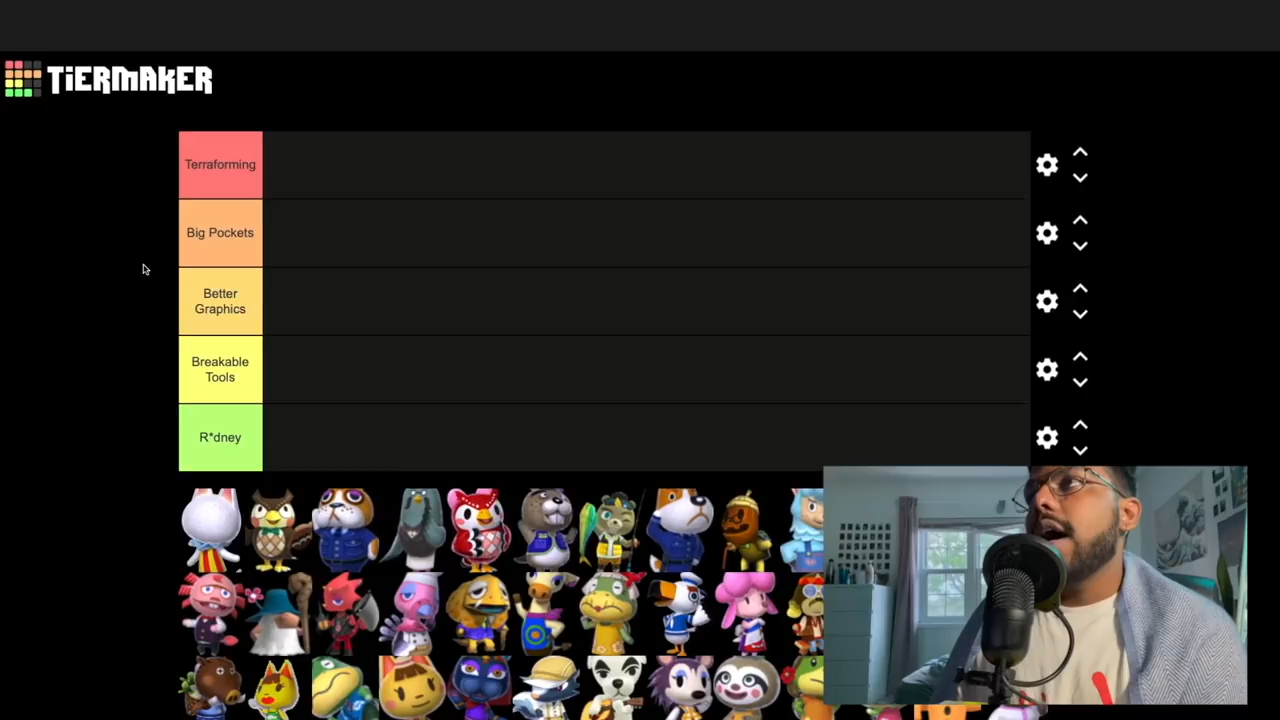 TiERMAKER
Terraforming
Big Pockets
Better
Graphics
Breakable
Tools
R*dney